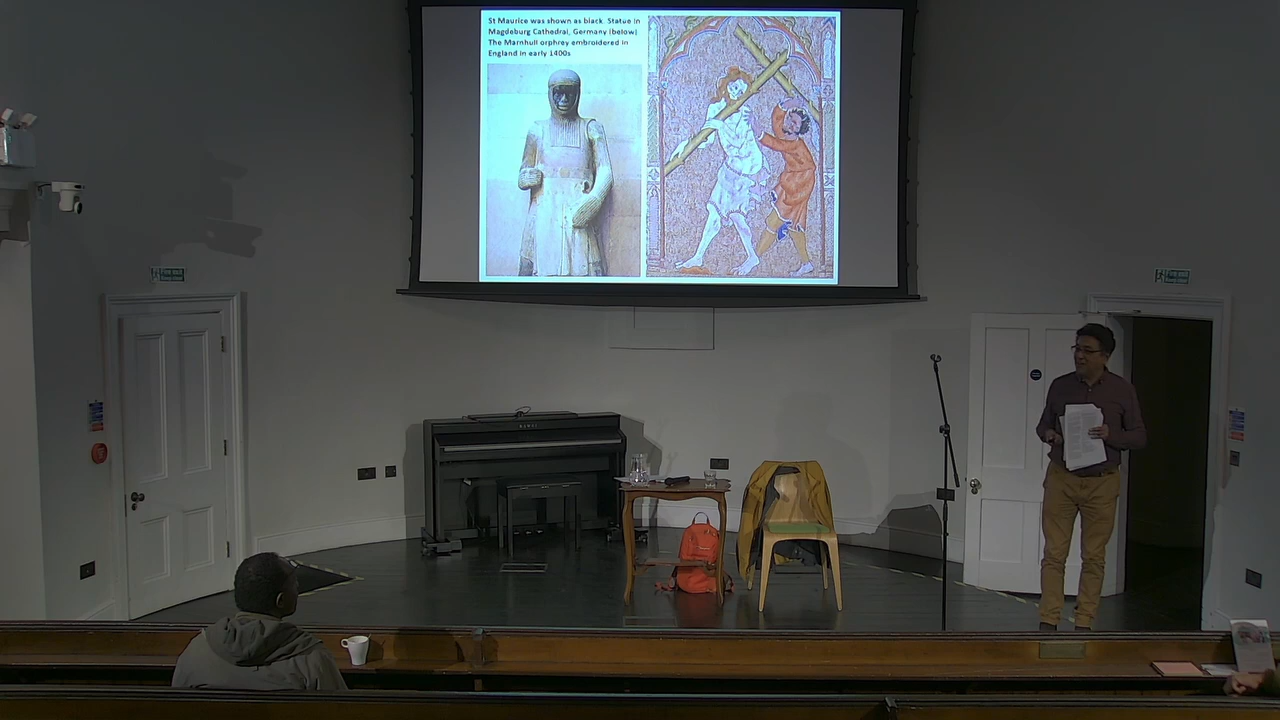 St Maurice was shown as black. Statue in
Magdeburg Cathedral, Germany (below)
The Marnhull orphrey embroidered in
England in early 1400s
KAWAI